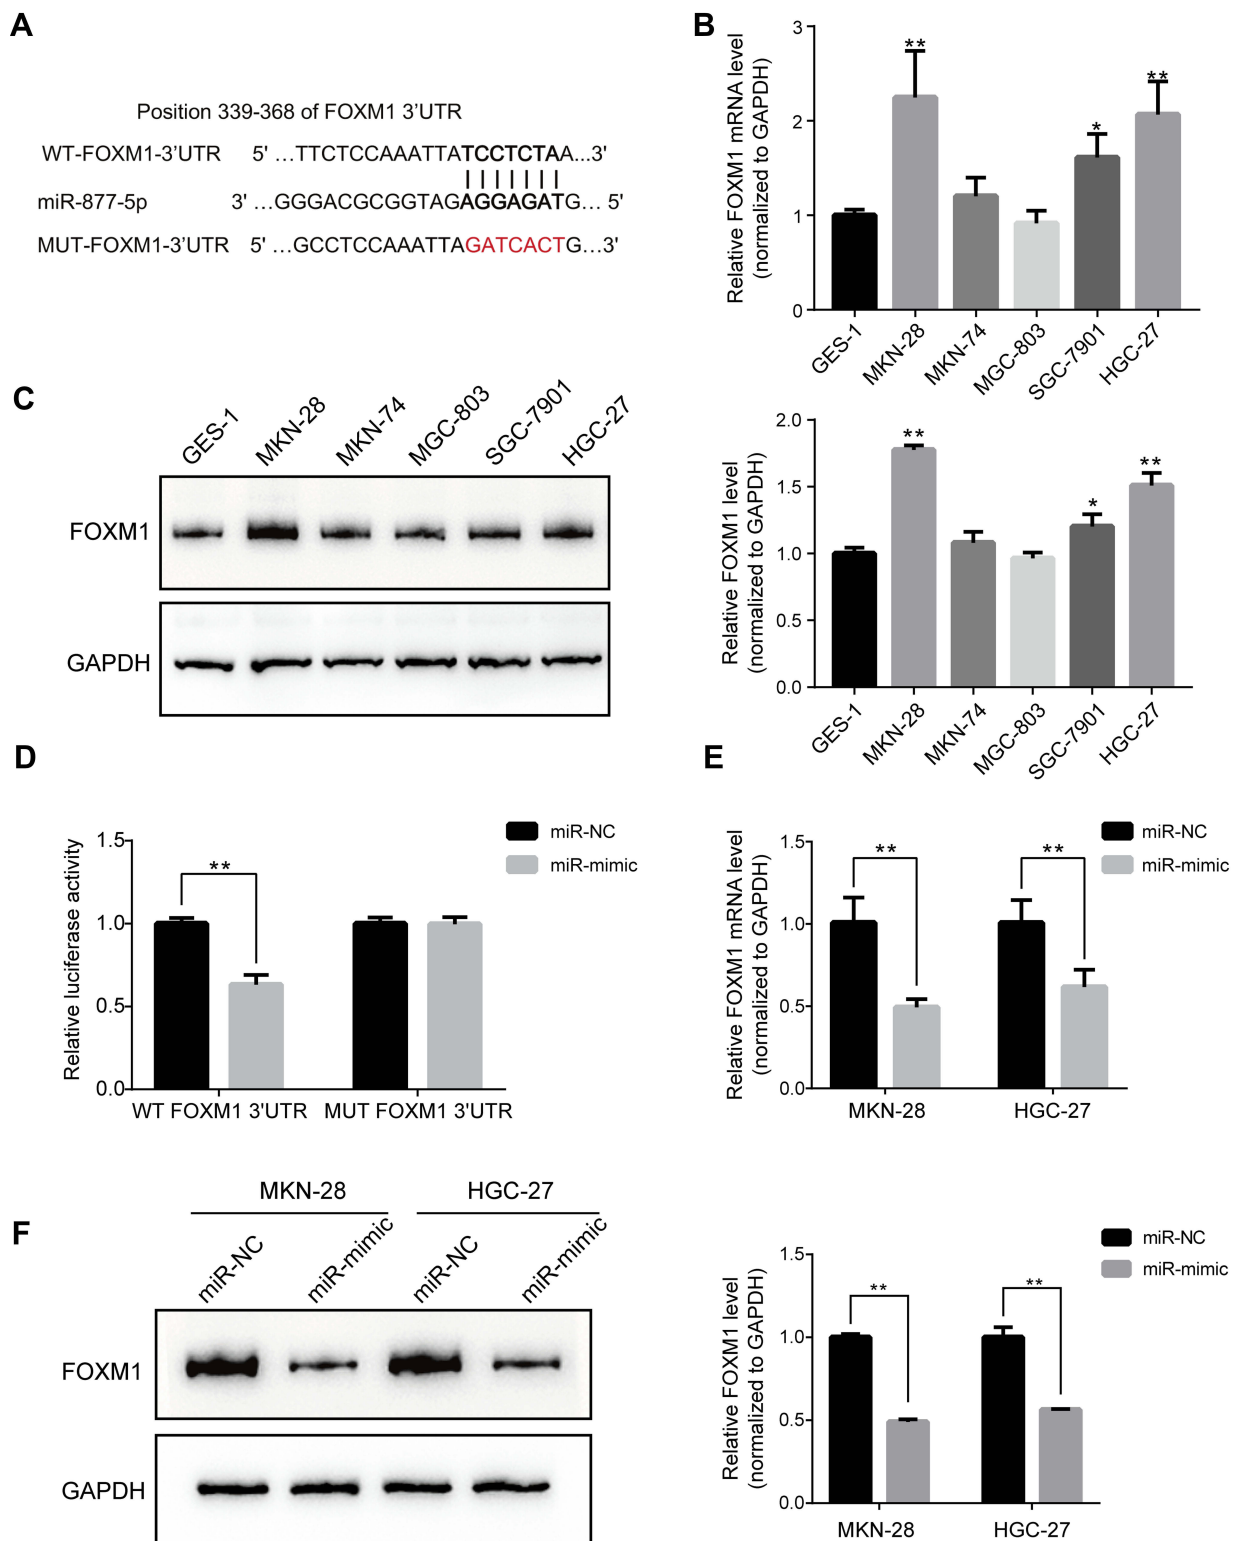 A
Position 339-368 of FOXM1 3'UTR
WT-FOXM1-3'UTR 5' ...TTCTCCAAATTATCCTCTAA...3'
miR-877-5p 3' ...GGGACGCGGTAGAGGAGATG... 5'
MUT-FOXM1-3'UTR 5' ...GCCTCCAAATTAGATCACTG...3'
B
Relative FOXM1 mRNA level
(normalized to GAPDH)
3
2
1
0
**
*
**
GES-1
MKN-28
MKN-74
MGC-803
SGC-7901
HGC-27
C
GES-1
MKN-28
MKN-74
MGC-803
SGC-7901
HGC-27
FOXM1
GAPDH
Relative FOXM1 level
(normalized to GAPDH)
2.0
1.5
1.0
0.5
0.0
**
*
**
GES-1
MKN-28
MKN-74
MGC-803
SGC-7901
HGC-27
D
Relative luciferase activity
1.5
1.0
0.5
0.0
**
miR-NC
miR-mimic
WT FOXM1 3'UTR
MUT FOXM1 3'UTR
E
Relative FOXM1 mRNA level
(normalized to GAPDH)
1.5
1.0
0.5
0.0
**
**
miR-NC
miR-mimic
MKN-28
HGC-27
F
MKN-28
HGC-27
miR-NC
miR-mimic
miR-NC
miR-mimic
FOXM1
GAPDH
Relative FOXM1 level
(normalized to GAPDH)
1.5
1.0
0.5
0.0
**
**
miR-NC
miR-mimic
MKN-28
HGC-27